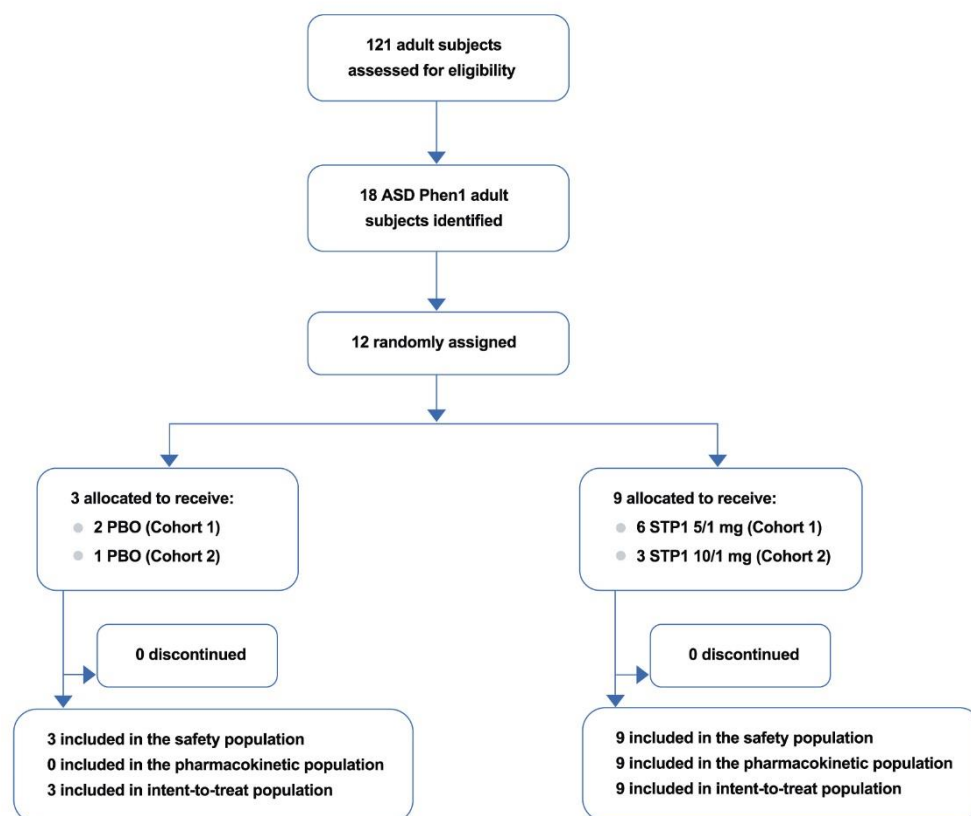 121 adult subjects
assessed for eligibility
18 ASD Phen1 adult
subjects identified
12 randomly assigned
3 allocated to receive:
2 PBO (Cohort 1)
1 PBO (Cohort 2)
9 allocated to receive:
6 STP1 5/1 mg (Cohort 1)
3 STP1 10/1 mg (Cohort 2)
0 discontinued
0 discontinued
3 included in the safety population
0 included in the pharmacokinetic population
3 included in intent-to-treat population
9 included in the safety population
9 included in the pharmacokinetic population
9 included in intent-to-treat population